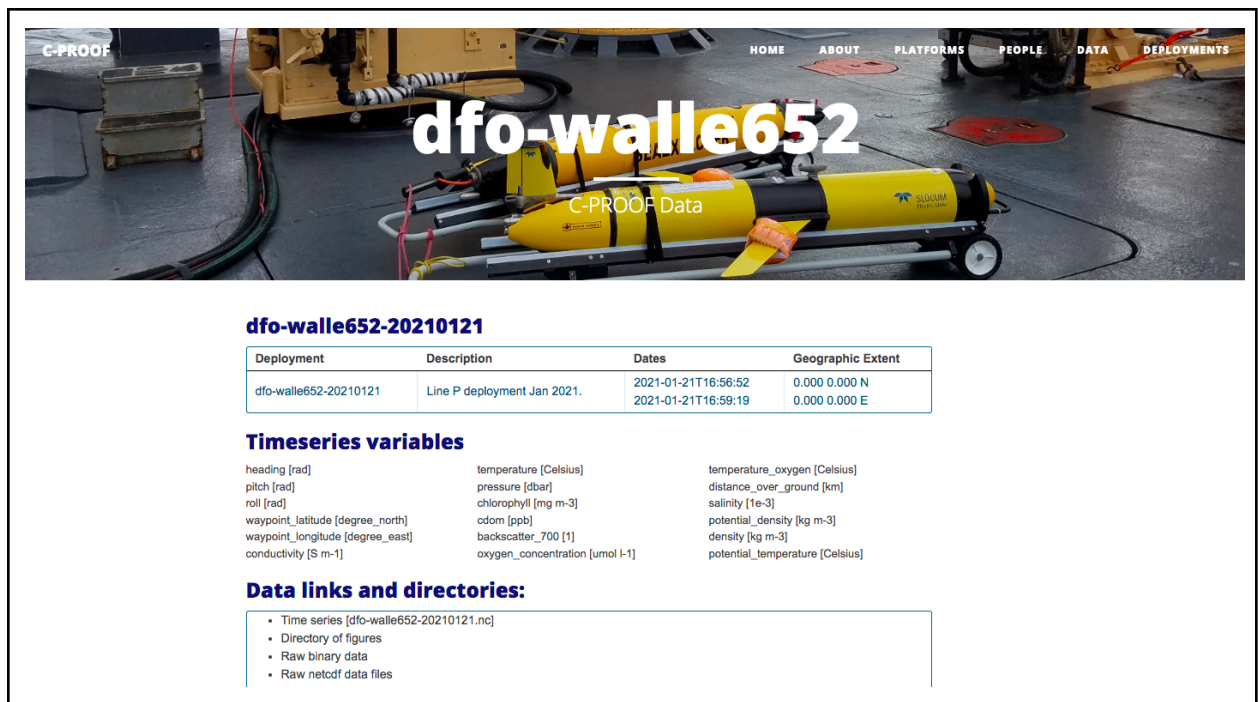 C-PROOF
HOME ABOUT PLATFORMS PEOPLE DATA DEPLOYMENTS
dfo-walle652
C-PROOF Data
SLOCUM
dfo-walle652-20210121
Deployment Description Dates Geographic Extent
dfo-walle652-20210121 Line P deployment Jan 2021. 2021-01-21T16:56:52 0.000 0.000 N
2021-01-21T16:59:19 0.000 0.000 E
Timeseries variables
heading [rad] temperature [Celsius] temperature_oxygen [Celsius]
pitch [rad] pressure [dbar] distance_over_ground [km]
roll [rad] chlorophyll [mg m-3] salinity [1e-3]
waypoint_latitude [degree_north] cdom [ppb] potential_density [kg m-3]
waypoint_longitude [degree_east] backscatter_700 [1] density [kg m-3]
conductivity [S m-1] oxygen_concentration [umol l-1] potential_temperature [Celsius]
Data links and directories:
• Time series [dfo-walle652-20210121.nc]
• Directory of figures
• Raw binary data
• Raw netcdf data files